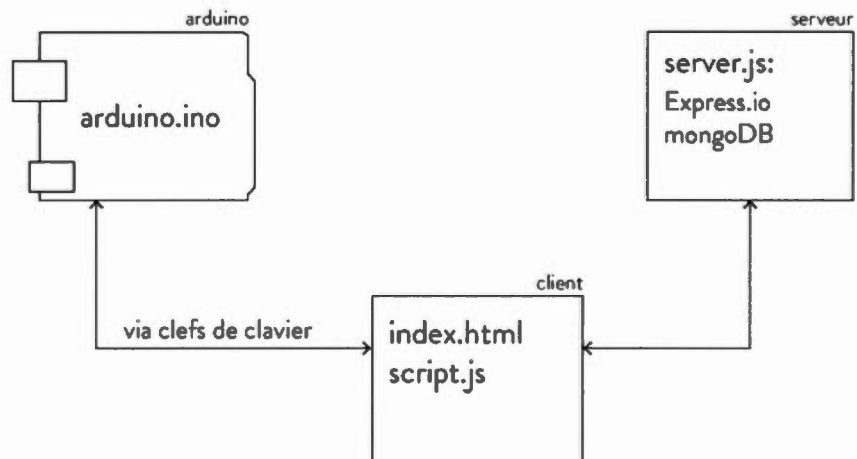 arduino
arduino.ino
serveur
server.js:
Express.io
mongoDB
via clefs de clavier
client
index.html
script.js